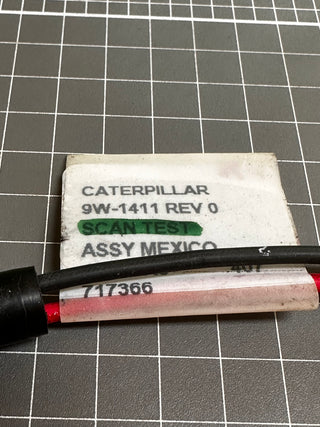 CATERPILLAR
9W-1411 REV 0
SCAN TEST
ASSY MEXICO
717366